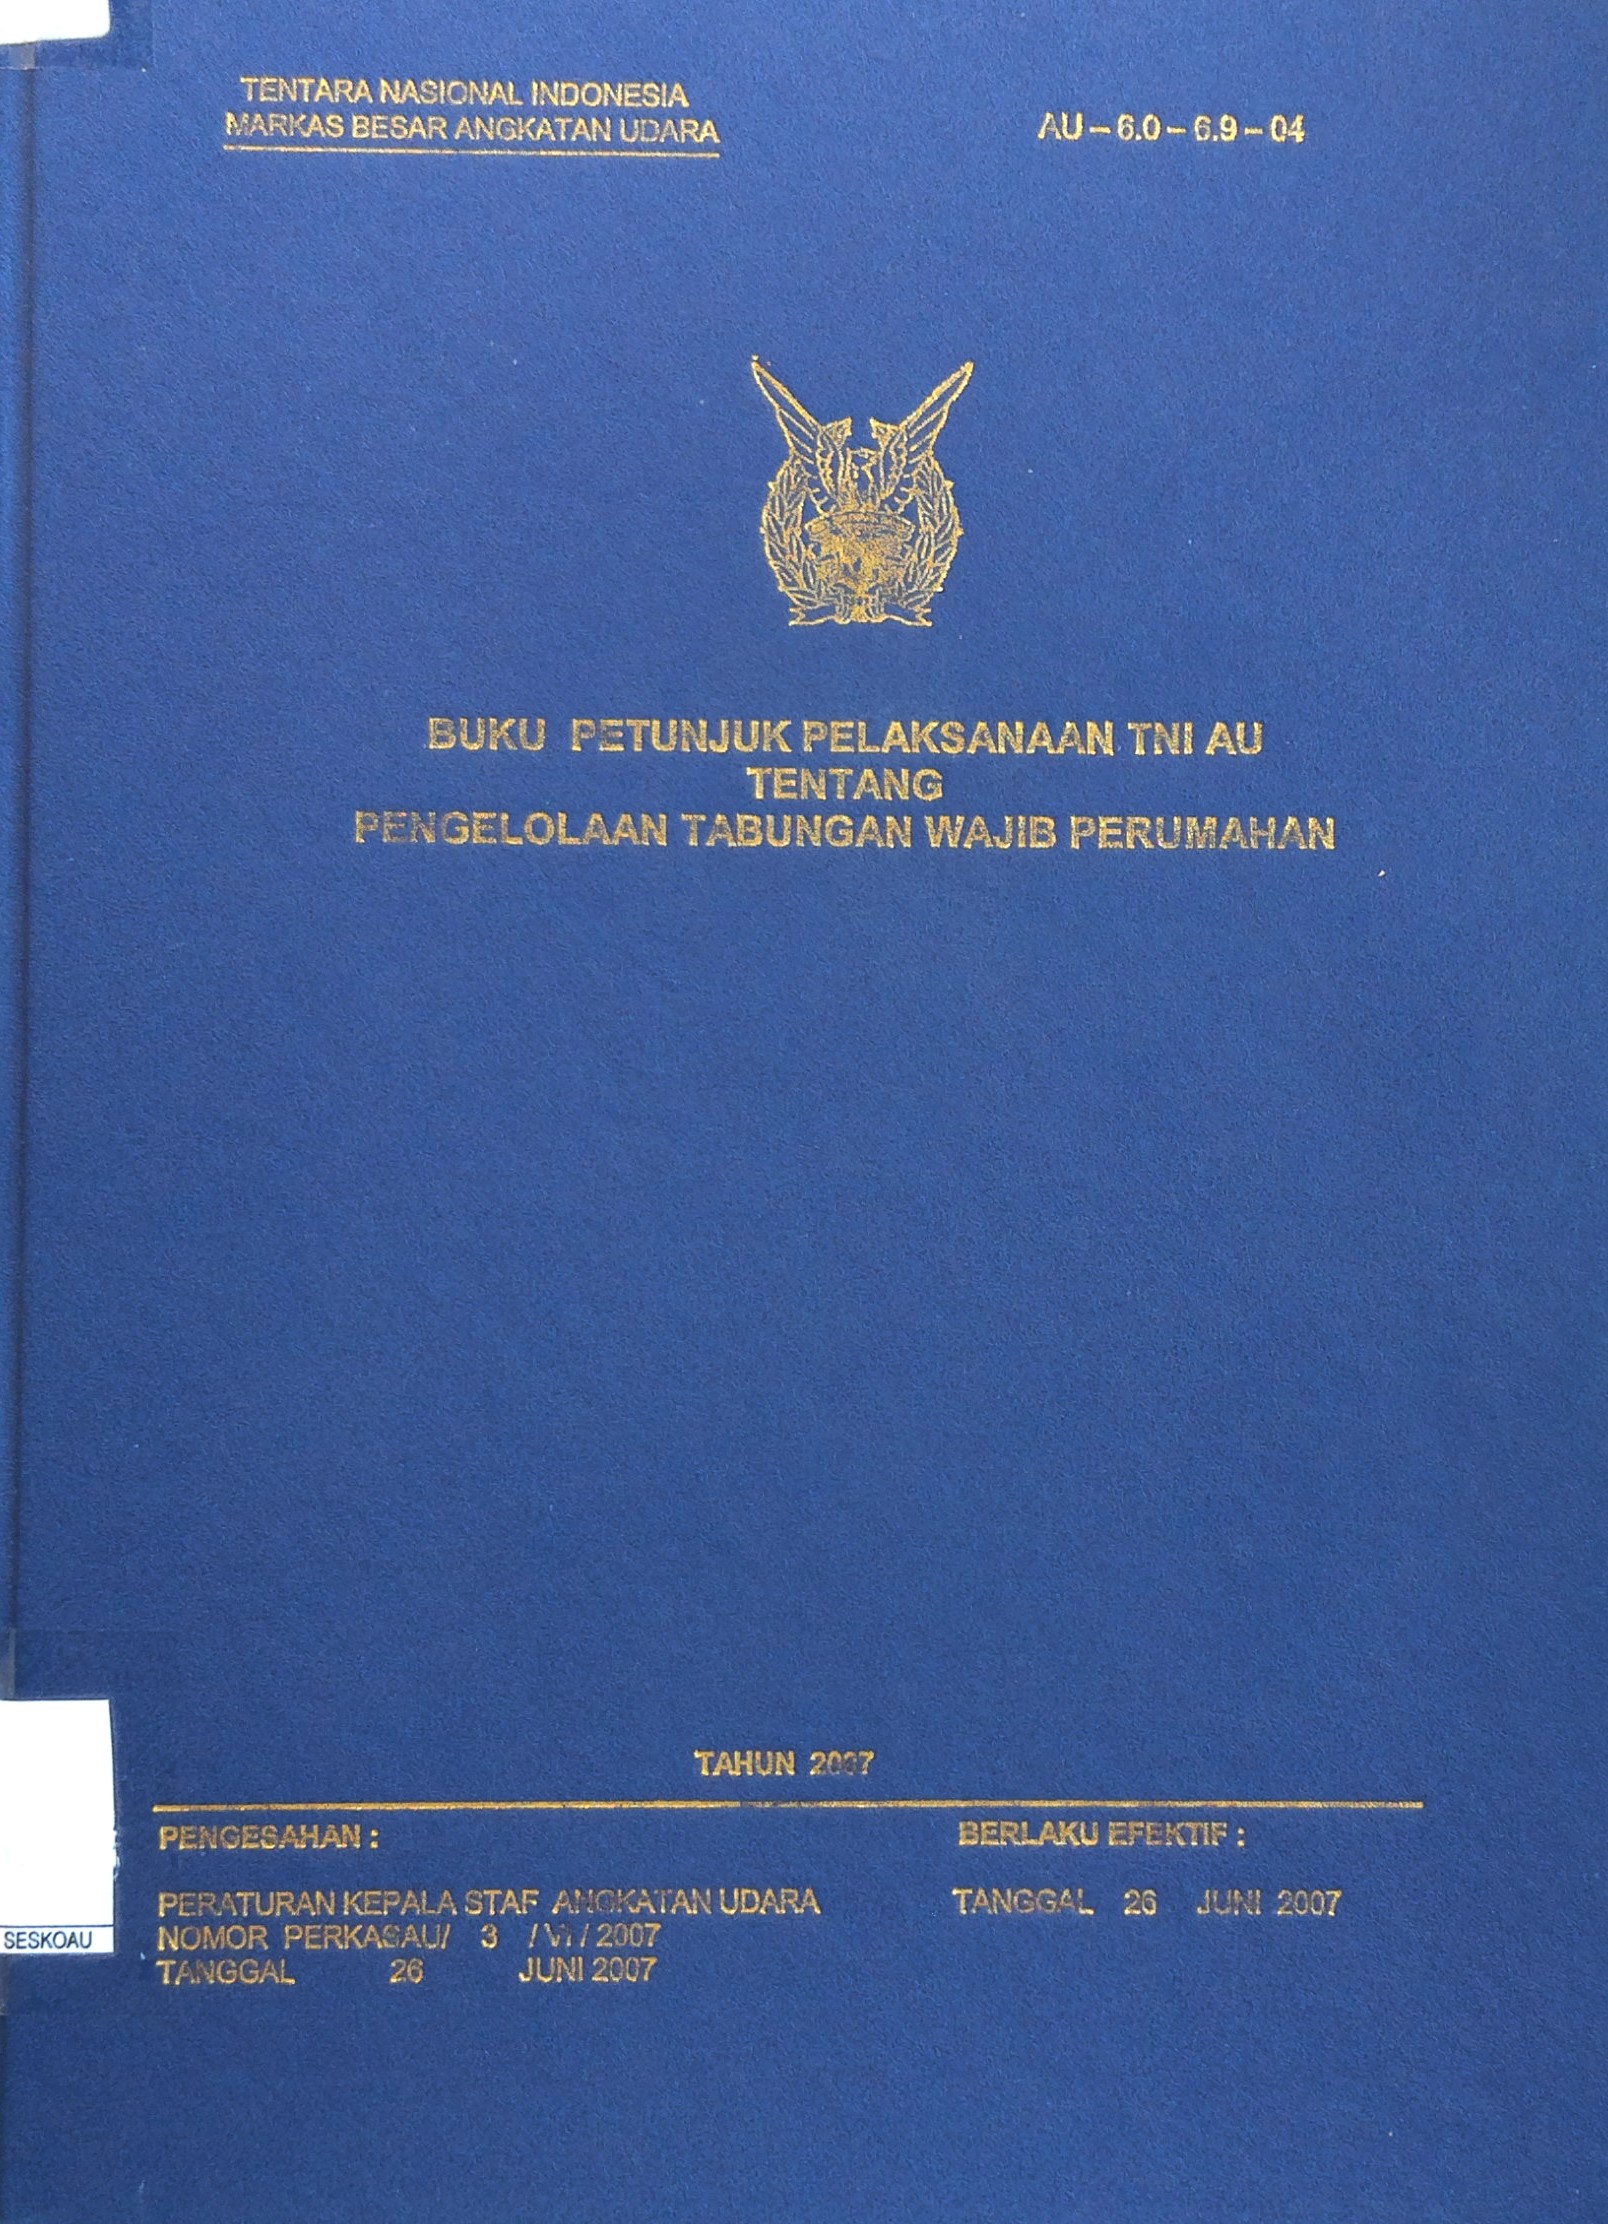 TENTARA NASIONAL INDONESIA
MARKAS BESAR ANGKATAN UDARA
AU – 6.0 – 6.9 – 04
BUKU PETUNJUK PELAKSANAAN TNI AU
TENTANG
PENGELOLAAN TABUNGAN WAJIB PERUMAHAN
TAHUN 2007
PENGESAHAN :
BERLAKU EFEKTIF :
PERATURAN KEPALA STAF ANGKATAN UDARA
TANGGAL 26 JUNI 2007
NOMOR PERKASAU/ 3 / VI / 2007
TANGGAL 26 JUNI 2007
SESKOAU